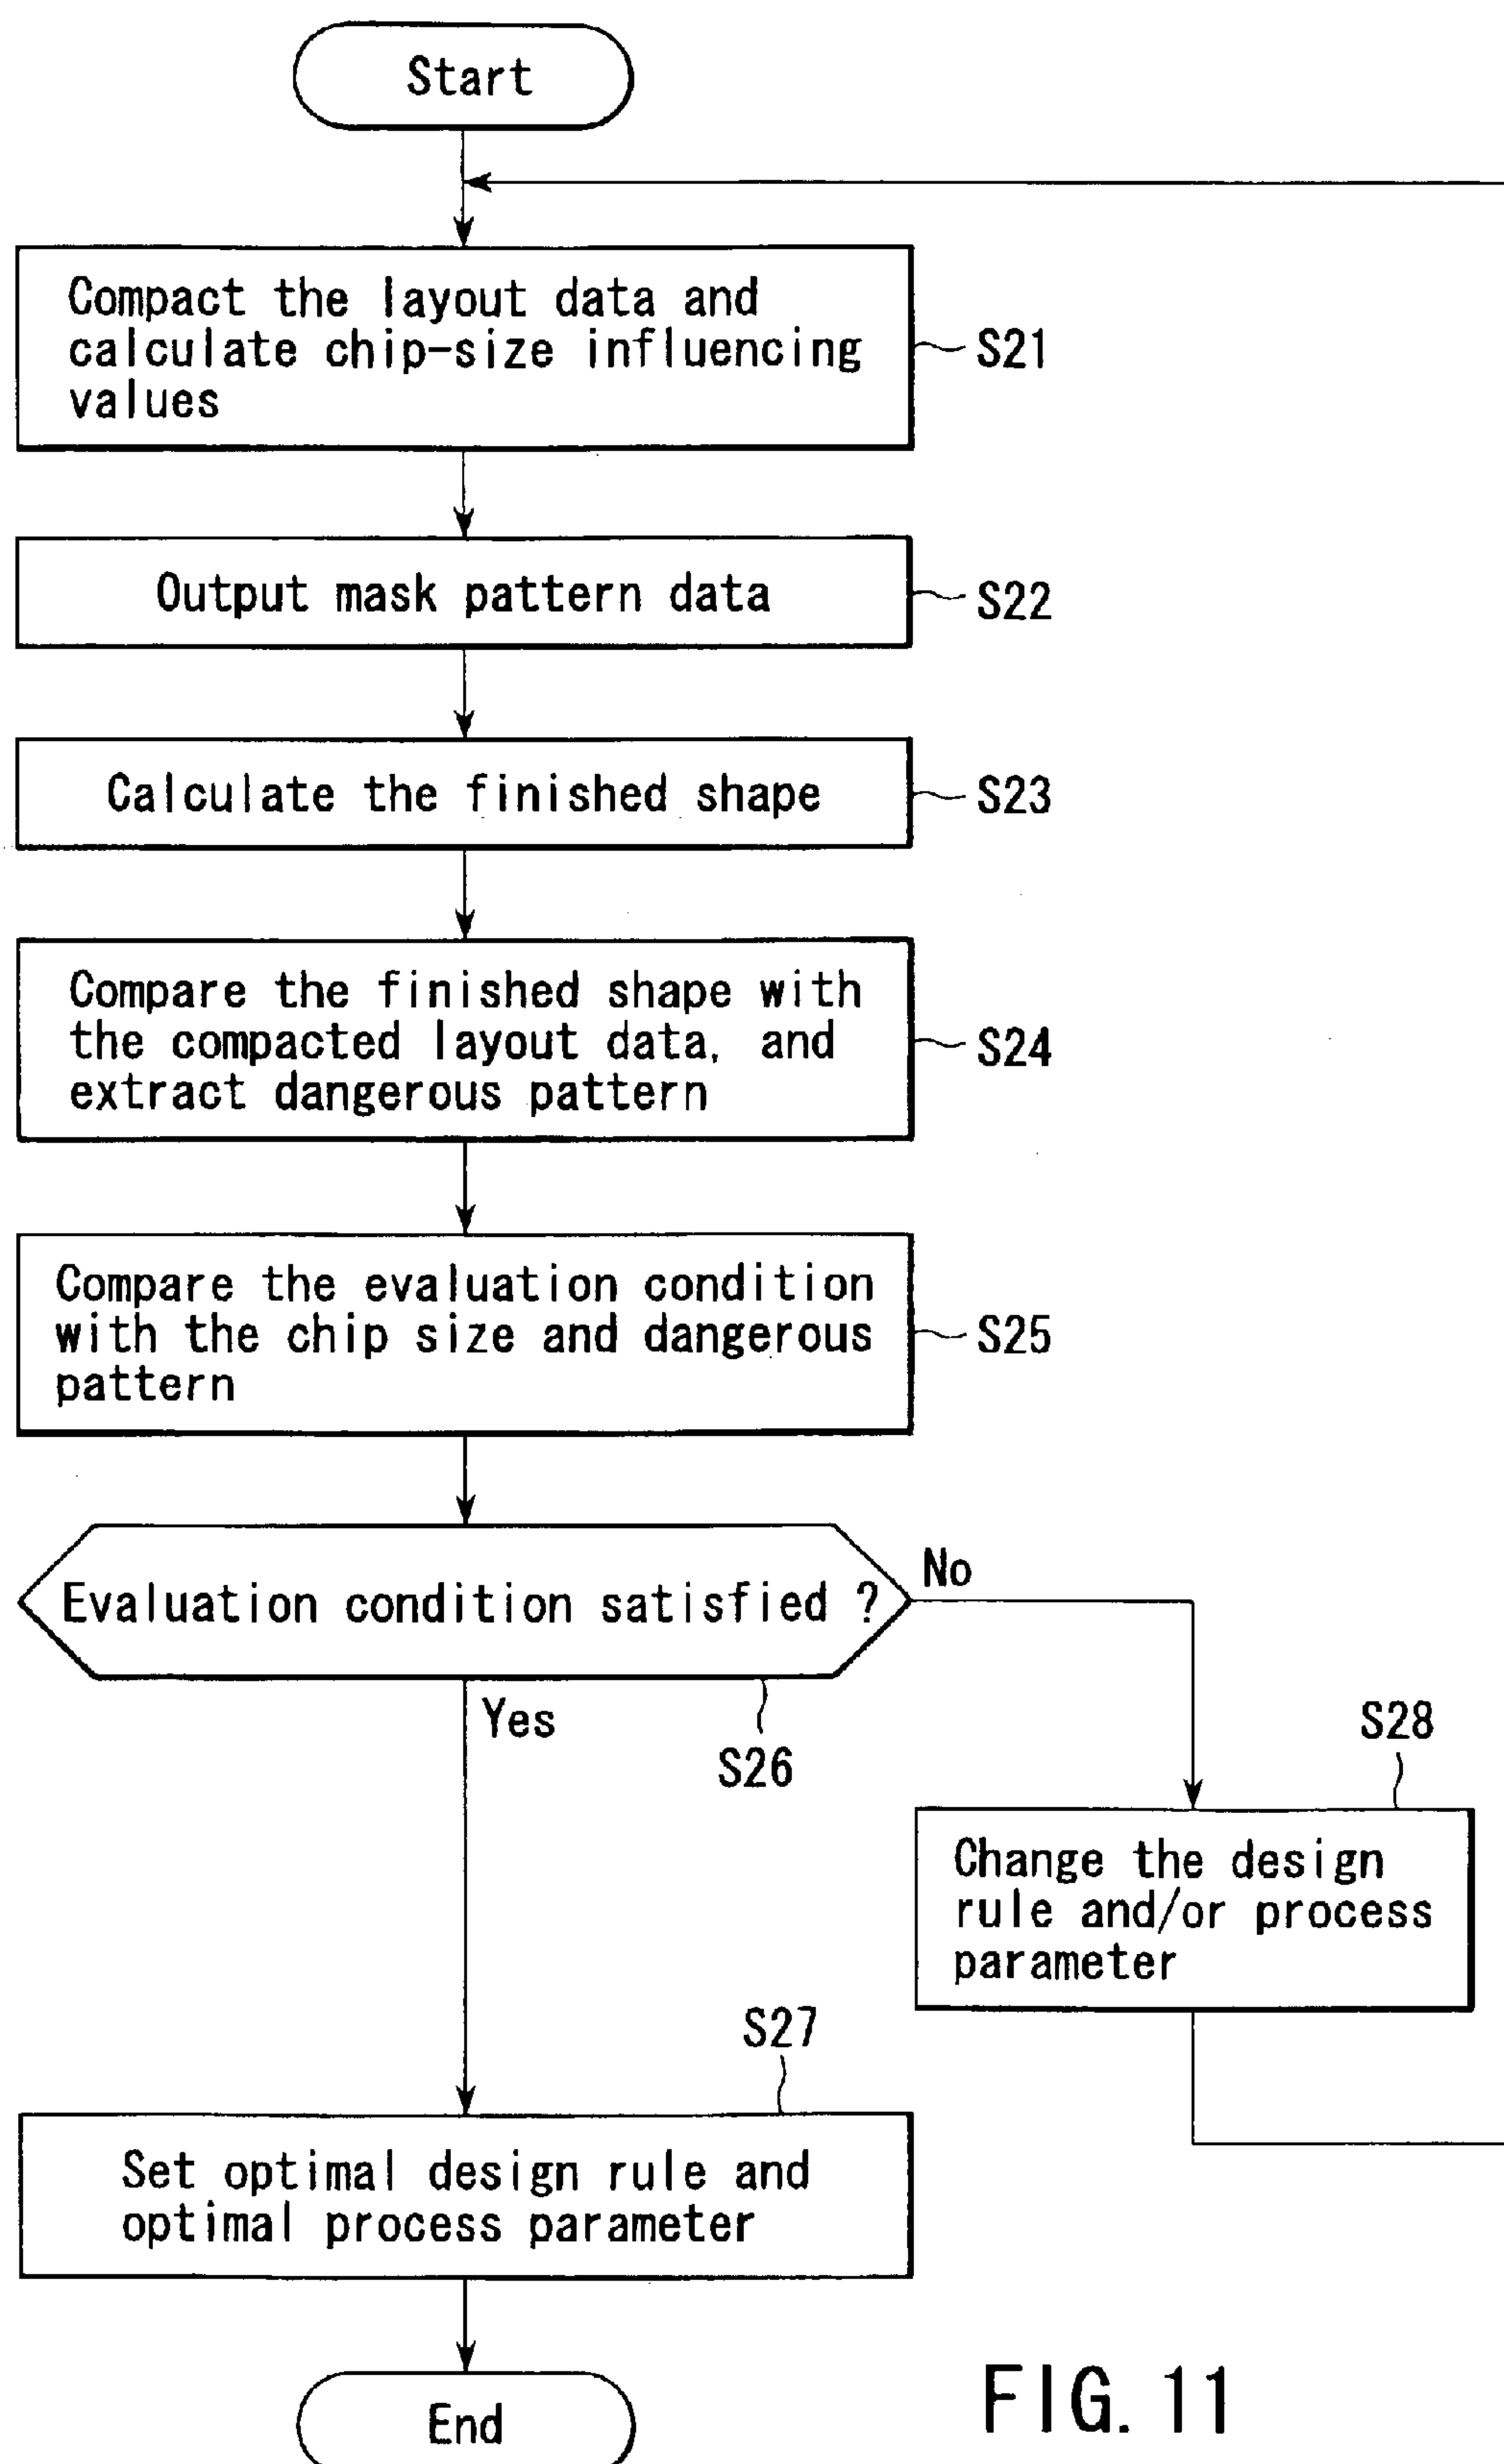 Start
Compact the layout data and
calculate chip-size influencing
values
S21
Output mask pattern data
S22
Calculate the finished shape
S23
Compare the finished shape with
the compacted layout data, and
extract dangerous pattern
S24
Compare the evaluation condition
with the chip size and dangerous
pattern
S25
Evaluation condition satisfied ?
No
Yes
S26
S28
Change the design
rule and/or process
parameter
S27
Set optimal design rule and
optimal process parameter
End
FIG. 11